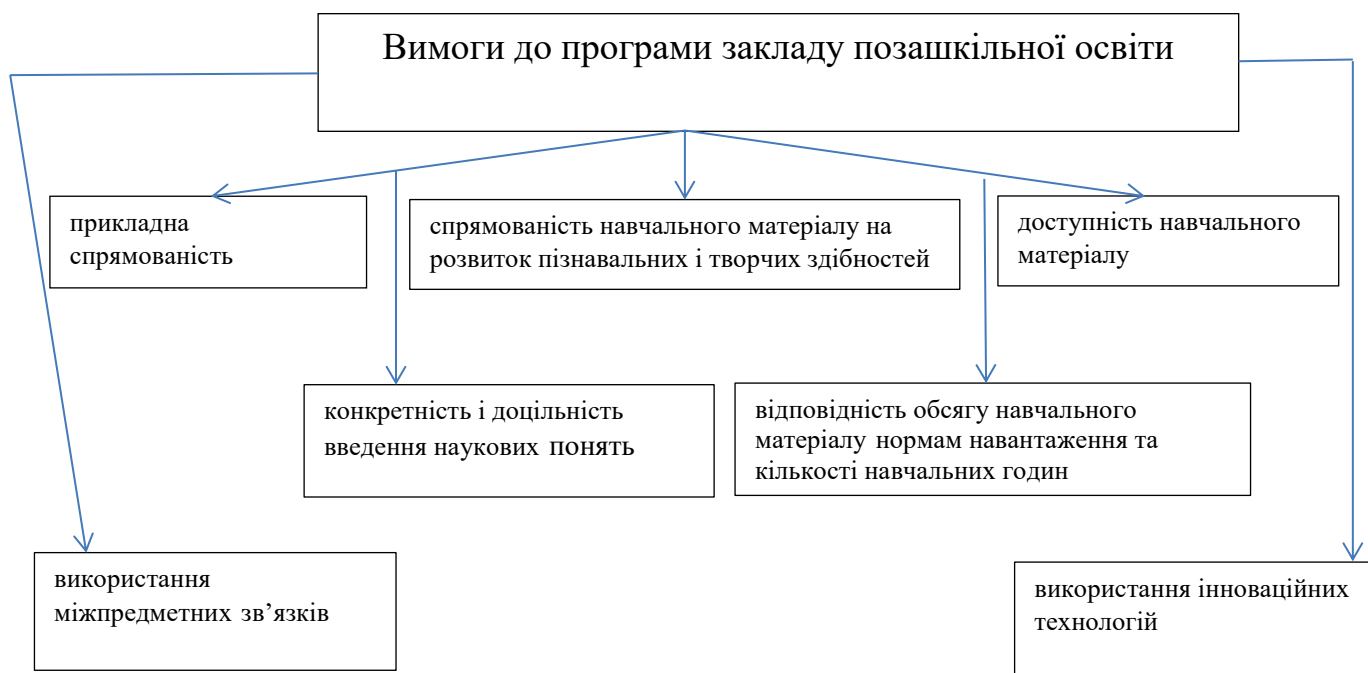 Вимоги до програми закладу позашкільної освіти
прикладна
спрямованість
спрямованість навчального матеріалу на
розвиток пізнавальних і творчих здібностей
доступність навчального
матеріалу
конкретність і доцільність
введення наукових понять
відповідність обсягу навчального
матеріалу нормам навантаження та
кількості навчальних годин
використання
міжпредметних зв’язків
використання інноваційних
технологій